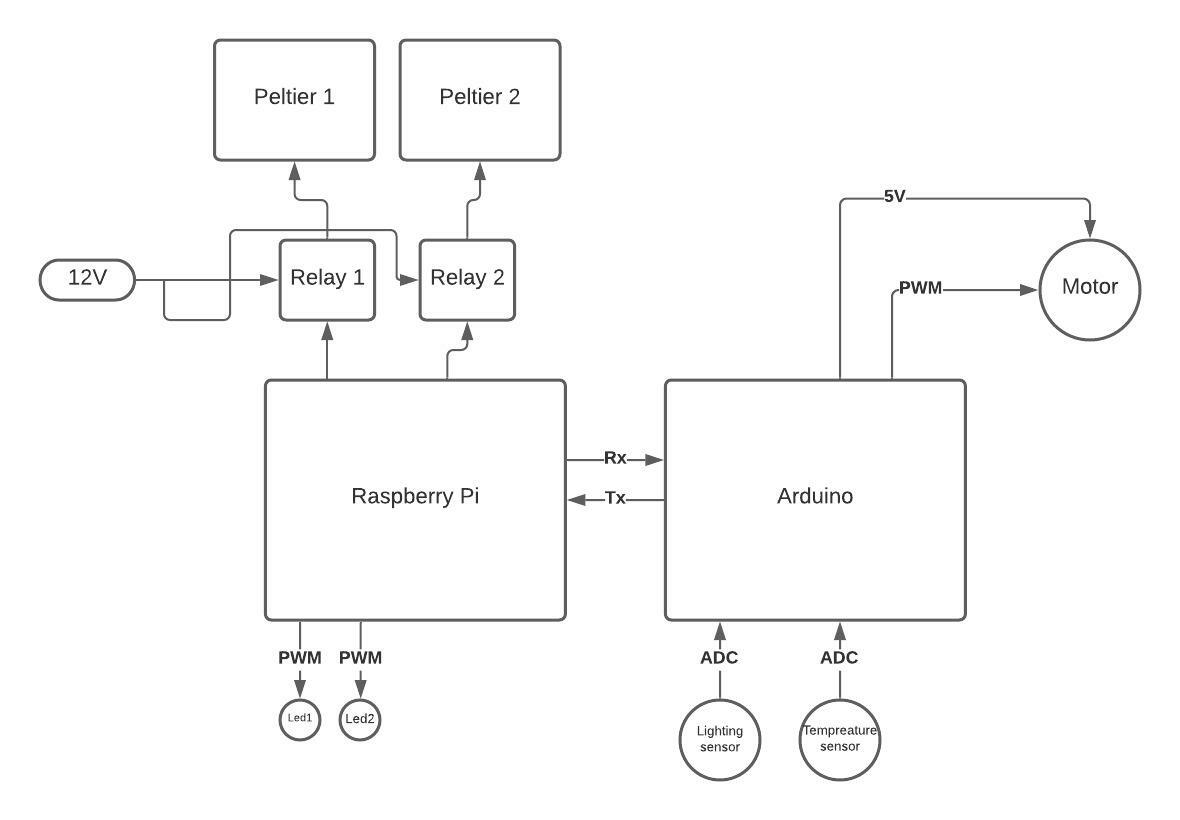 Peltier 1
Peltier 2
5V
12V
Relay 1
Relay 2
PWM
Motor
Rx
Raspberry Pi
Tx
Arduino
PWM
PWM
ADC
ADC
Led1
Led2
Lighting
sensor
Tempreature
sensor